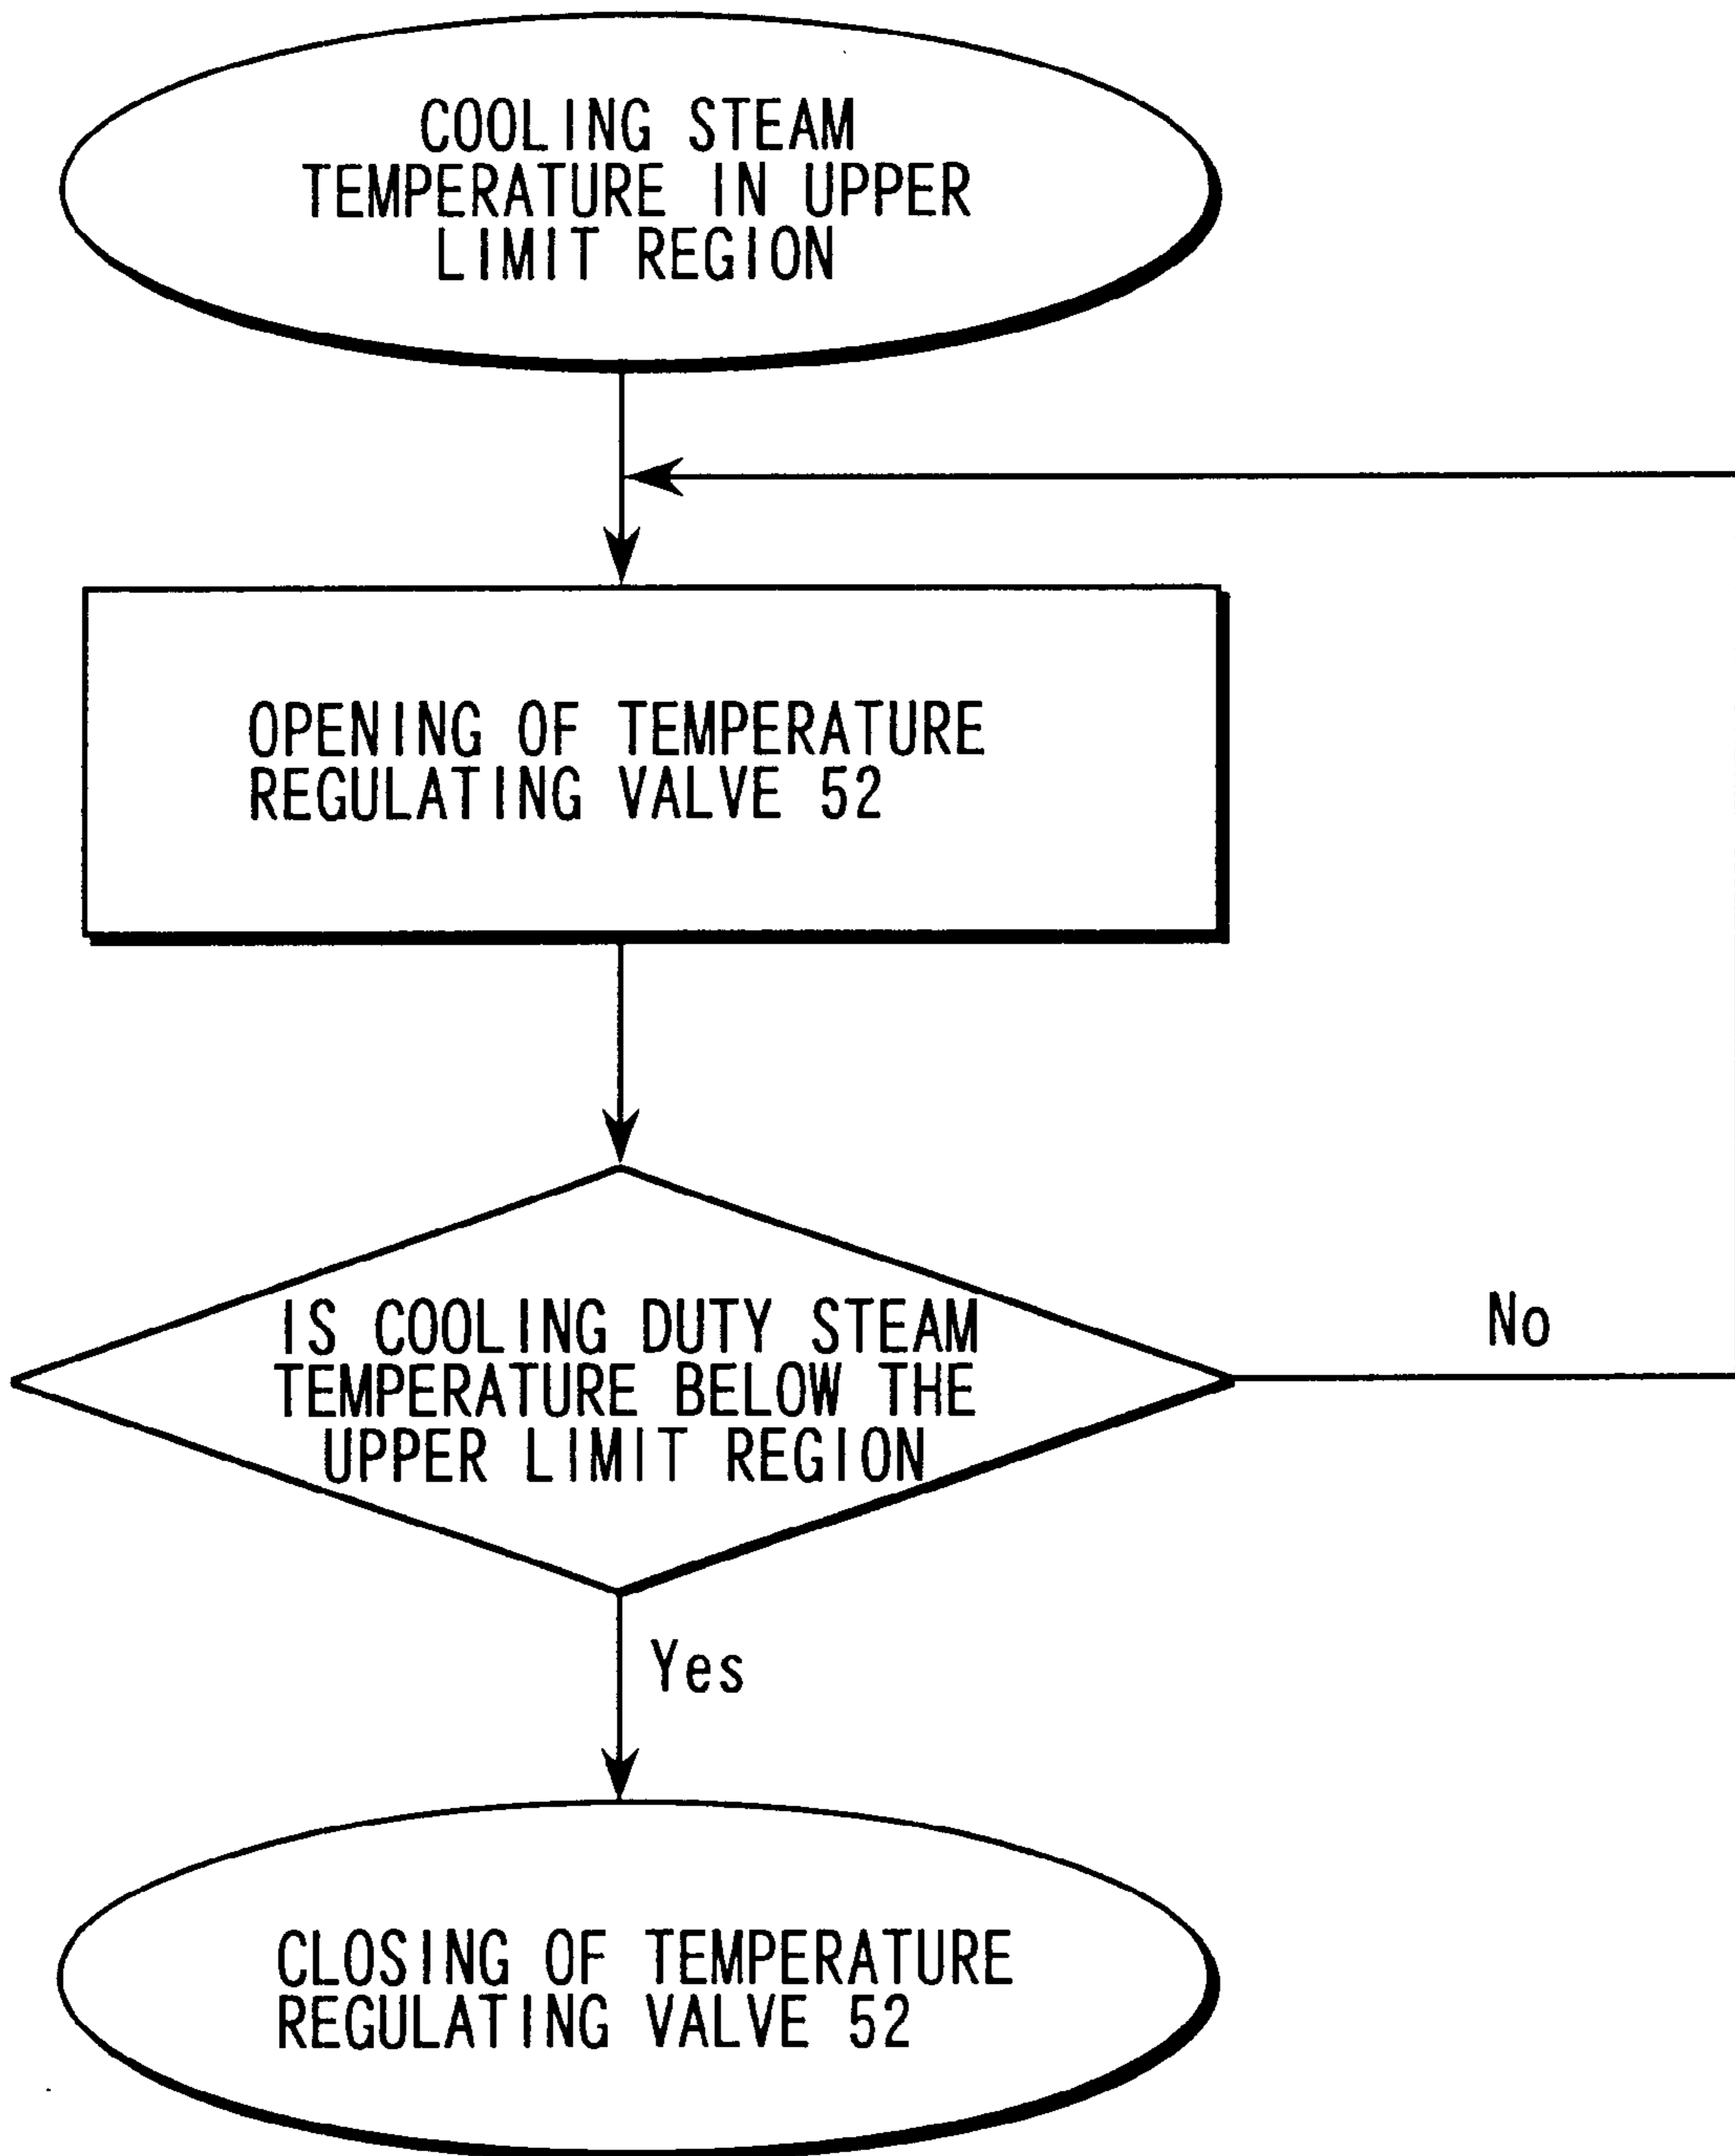 COOLING STEAM
TEMPERATURE IN UPPER
LIMIT REGION
OPENING OF TEMPERATURE
REGULATING VALVE 52
IS COOLING DUTY STEAM
TEMPERATURE BELOW THE
UPPER LIMIT REGION
No
Yes
CLOSING OF TEMPERATURE
REGULATING VALVE 52